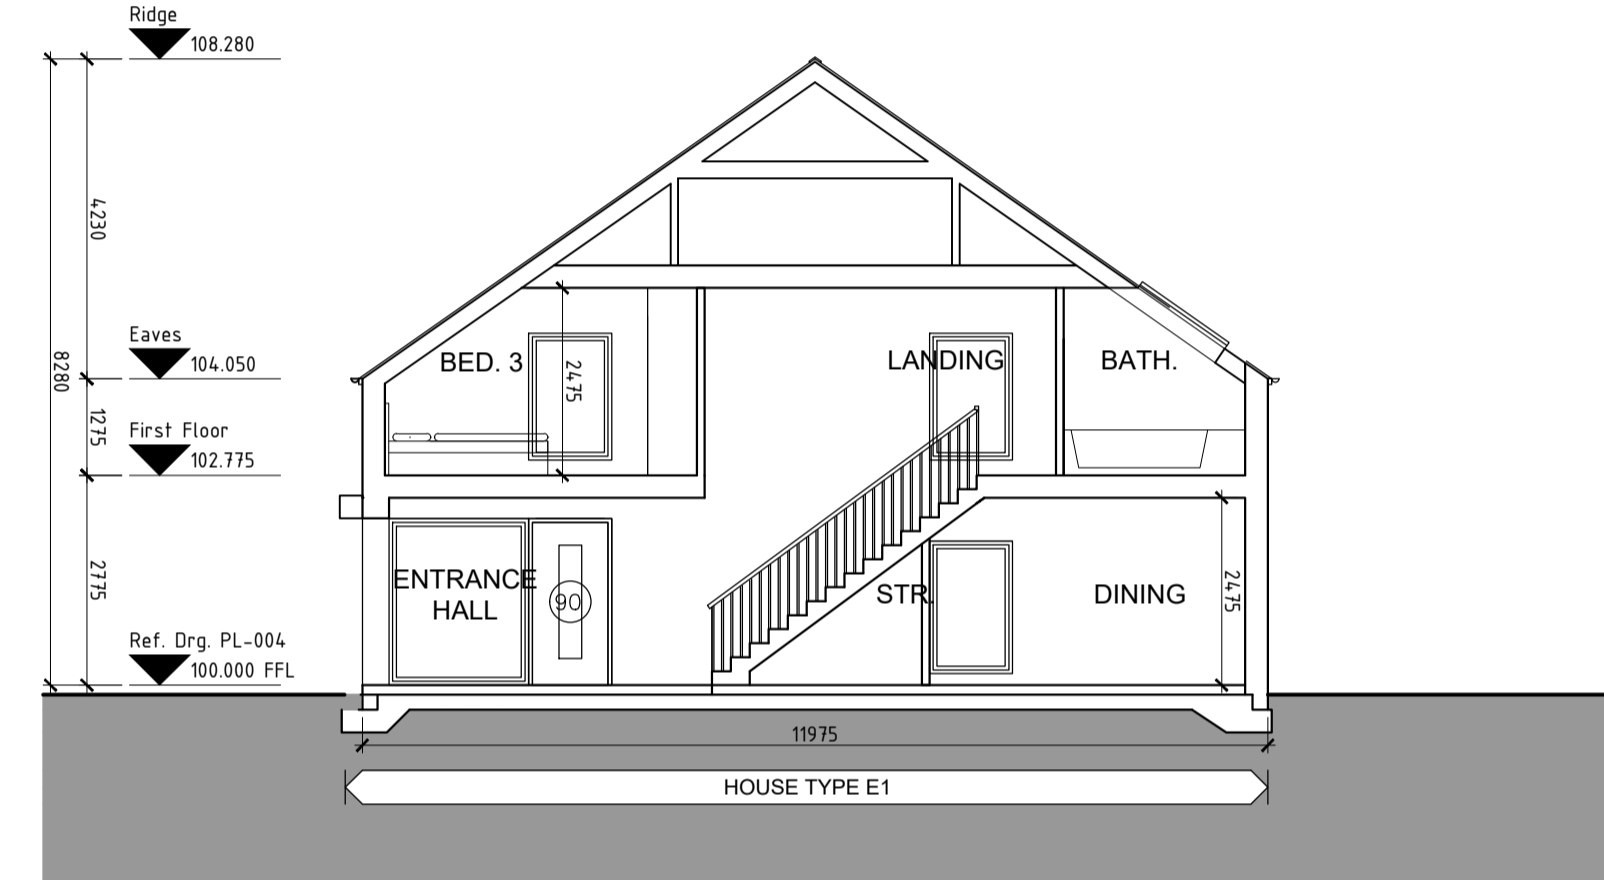 Ridge
108.280
4230
Eaves
104.050
8280
1275
First Floor
102.775
2775
Ref. Drg. PL-004
100.000 FFL
BED. 3
2475
LANDING
BATH.
ENTRANCE
HALL
90
STR.
DINING
2475
11975
HOUSE TYPE E1